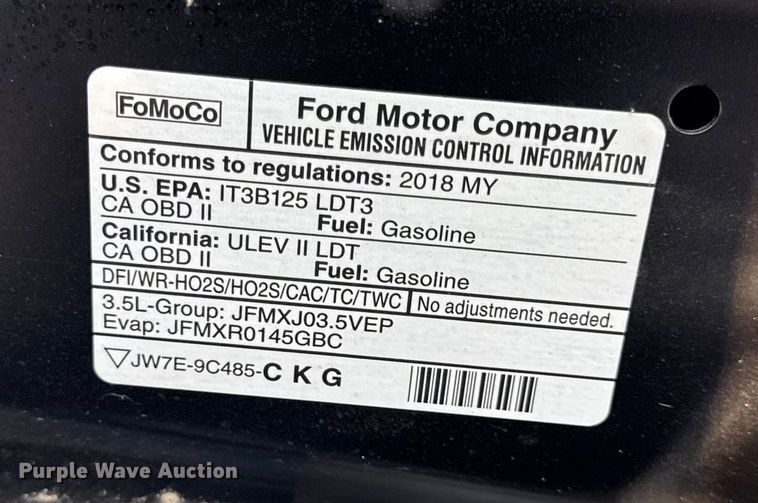 FoMoCo
Ford Motor Company
VEHICLE EMISSION CONTROL INFORMATION
Conforms to regulations: 2018 MY
U.S. EPA: IT3B125 LDT3
CA OBD II Fuel: Gasoline
California: ULEV II LDT
CA OBD II Fuel: Gasoline
DFI/WR-HO2S/HO2S/CAC/TC/TWC No adjustments needed.
3.5L-Group: JFMXJ03.5VEP
Evap: JFMXR0145GBC
JW7E-9C485-C K G
Purple Wave Auction